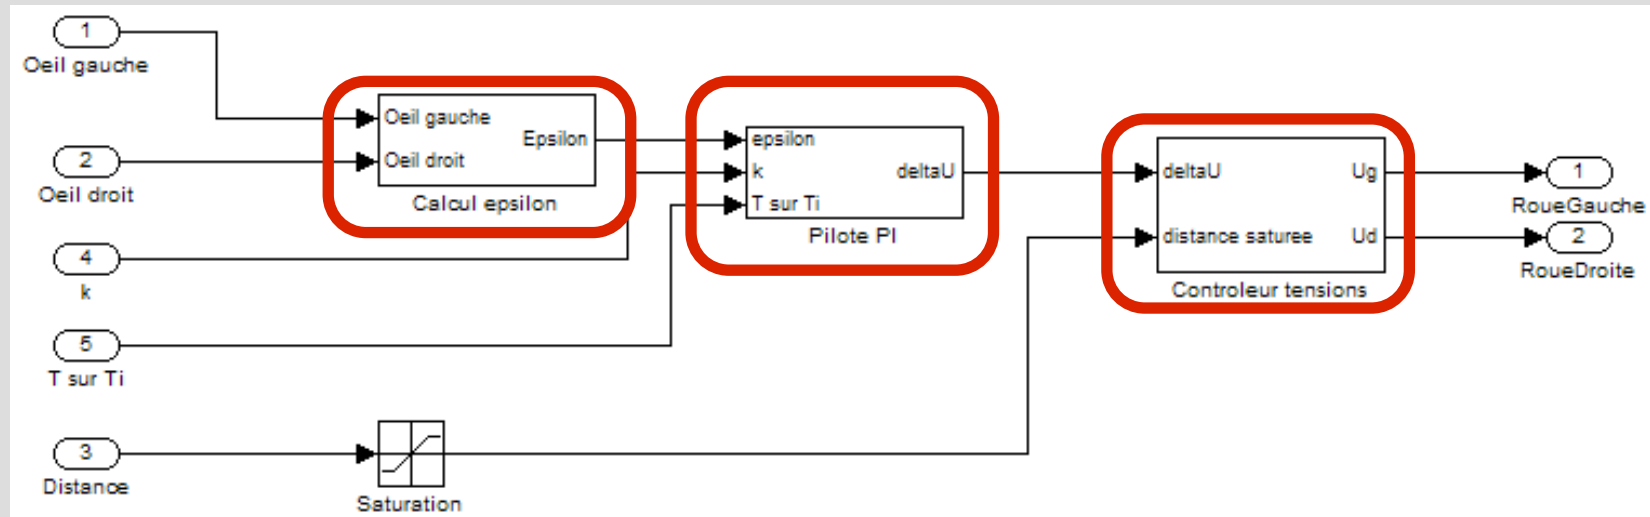 1
Oeil gauche
2
Oeil droit
4
k
5
T sur Ti
3
Distance
Oeil gauche
Oeil droit
Epsilon
Calcul epsilon
Saturation
epsilon
k
T sur Ti
deltaU
Pilote PI
deltaU
distance saturee
Ug
Ud
Controleur tensions
1
RoueGauche
2
RoueDroite